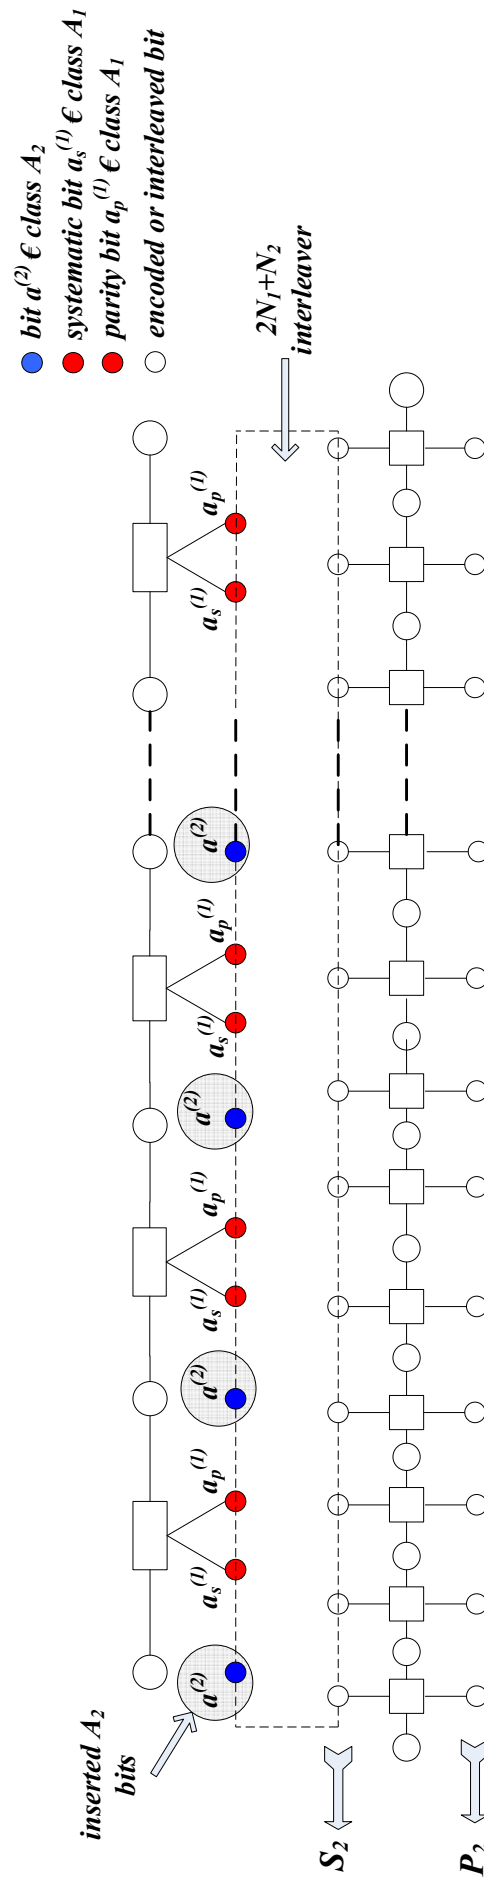 bit a^(2) € class A_2
systematic bit a_s^(1) € class A_1
parity bit a_p^(1) € class A_1
encoded or interleaved bit
inserted A_2
bits
a^(2)
a_s^(1)
a_p^(1)
a^(2)
a_s^(1)
a_p^(1)
a^(2)
a_s^(1)
a_p^(1)
a^(2)
a_s^(1)
a_p^(1)
2N_1+N_2
interleaver
S_2
P_2